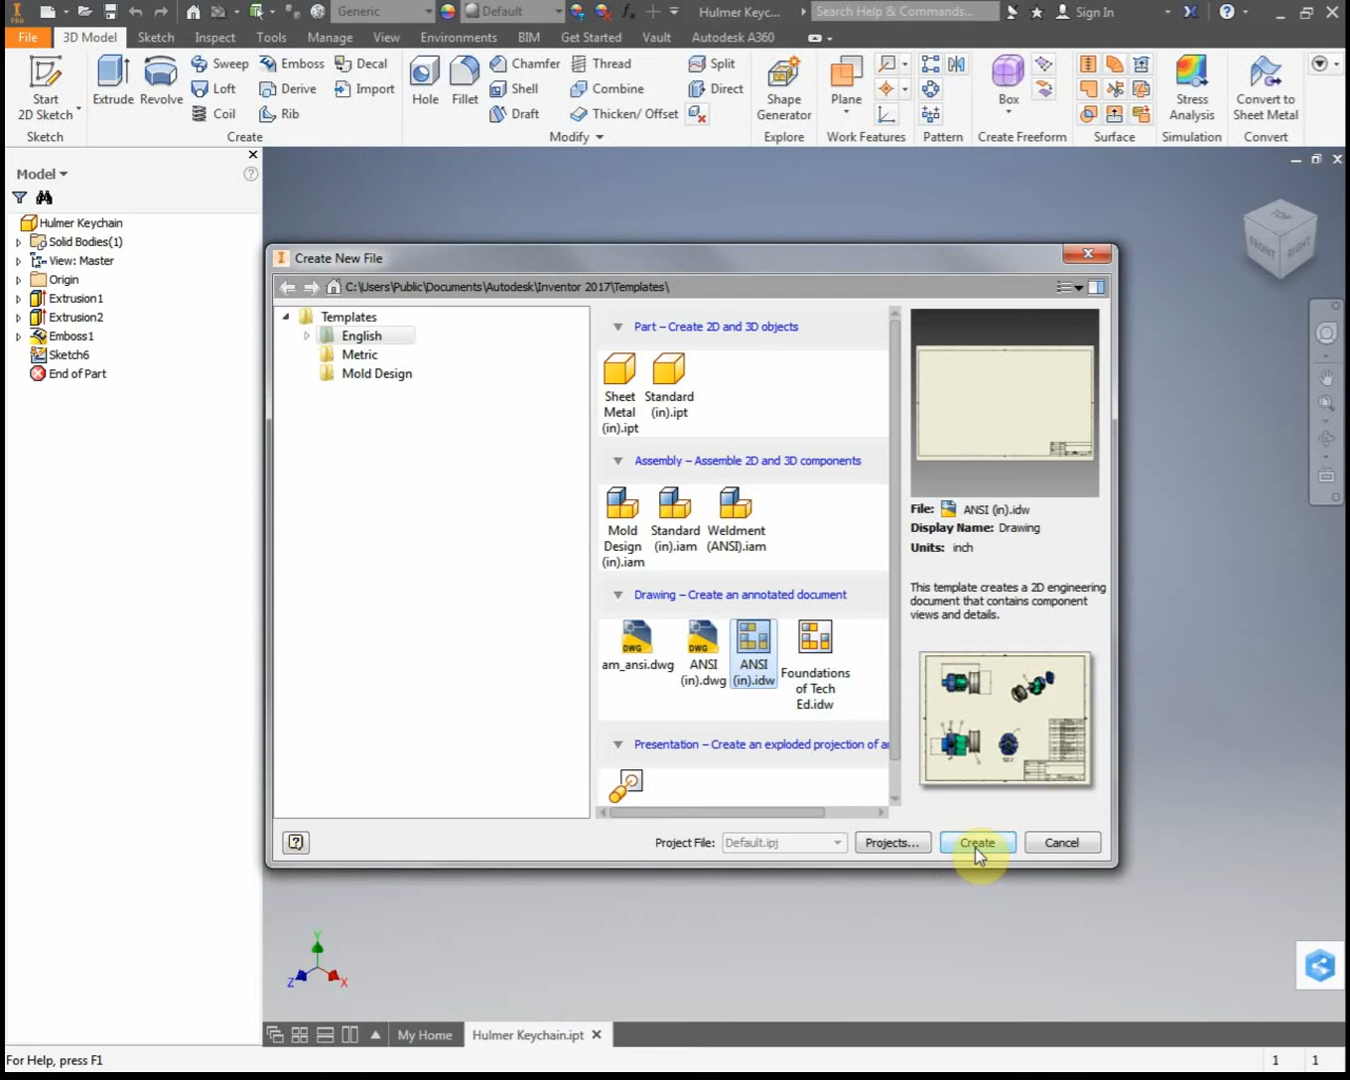 PRO
Generic
Default
Hulmer Keyc...
Search Help & Commands...
Sign In
File
3D Model
Sketch
Inspect
Tools
Manage
View
Environments
BIM
Get Started
Vault
Autodesk A360
Start
2D Sketch
Sketch
Extrude
Revolve
Sweep
Loft
Coil
Emboss
Derive
Rib
Decal
Import
Create
Hole
Fillet
Chamfer
Shell
Draft
Thread
Combine
Thicken/ Offset
Split
Direct
Modify
Shape
Generator
Explore
Plane
Work Features
Pattern
Box
Create Freeform
Surface
Stress
Analysis
Simulation
Convert to
Sheet Metal
Convert
Model
Hulmer Keychain
Solid Bodies(1)
View: Master
Origin
Extrusion1
Extrusion2
Emboss1
Sketch6
End of Part
TOP
FRONT
RIGHT
Create New File
C:\Users\Public\Documents\Autodesk\Inventor 2017\Templates\
Templates
English
Metric
Mold Design
Part – Create 2D and 3D objects
Sheet
Metal
(in).ipt
Standard
(in).ipt
Assembly – Assemble 2D and 3D components
Mold
Design
(in).iam
Standard
(in).iam
Weldment
(ANSI).iam
Drawing – Create an annotated document
DWG
am_ansi.dwg
DWG
ANSI
(in).dwg
ANSI
(in).idw
Foundations
of Tech
Ed.idw
Presentation – Create an exploded projection of a
File: ANSI (in).idw
Display Name: Drawing
Units: inch
This template creates a 2D engineering
document that contains component
views and details.
Project File:
Default.ipj
Projects...
Create
Cancel
Y
Z
X
My Home
Hulmer Keychain.ipt
For Help, press F1
1
1